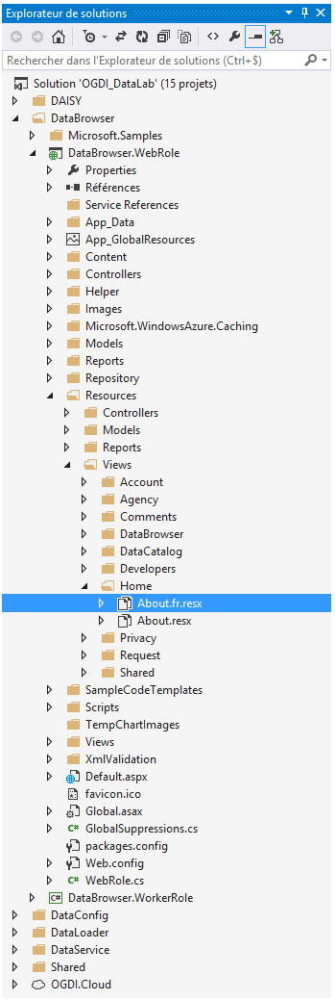 Explorateur de solutions
Rechercher dans l'Explorateur de solutions (Ctrl+$)
Solution 'OGDI_DataLab' (15 projets)
DAISY
DataBrowser
Microsoft.Samples
DataBrowser.WebRole
Properties
Références
Service References
App_Data
App_GlobalResources
Content
Controllers
Helper
Images
Microsoft.WindowsAzure.Caching
Models
Reports
Repository
Resources
Controllers
Models
Reports
Views
Account
Agency
Comments
DataBrowser
DataCatalog
Developers
Home
About.fr.resx
About.resx
Privacy
Request
Shared
SampleCodeTemplates
Scripts
TempChartImages
Views
XmlValidation
Default.aspx
favicon.ico
Global.asax
C# GlobalSuppressions.cs
packages.config
Web.config
C# WebRole.cs
C# DataBrowser.WorkerRole
DataConfig
DataLoader
DataService
Shared
OGDI.Cloud